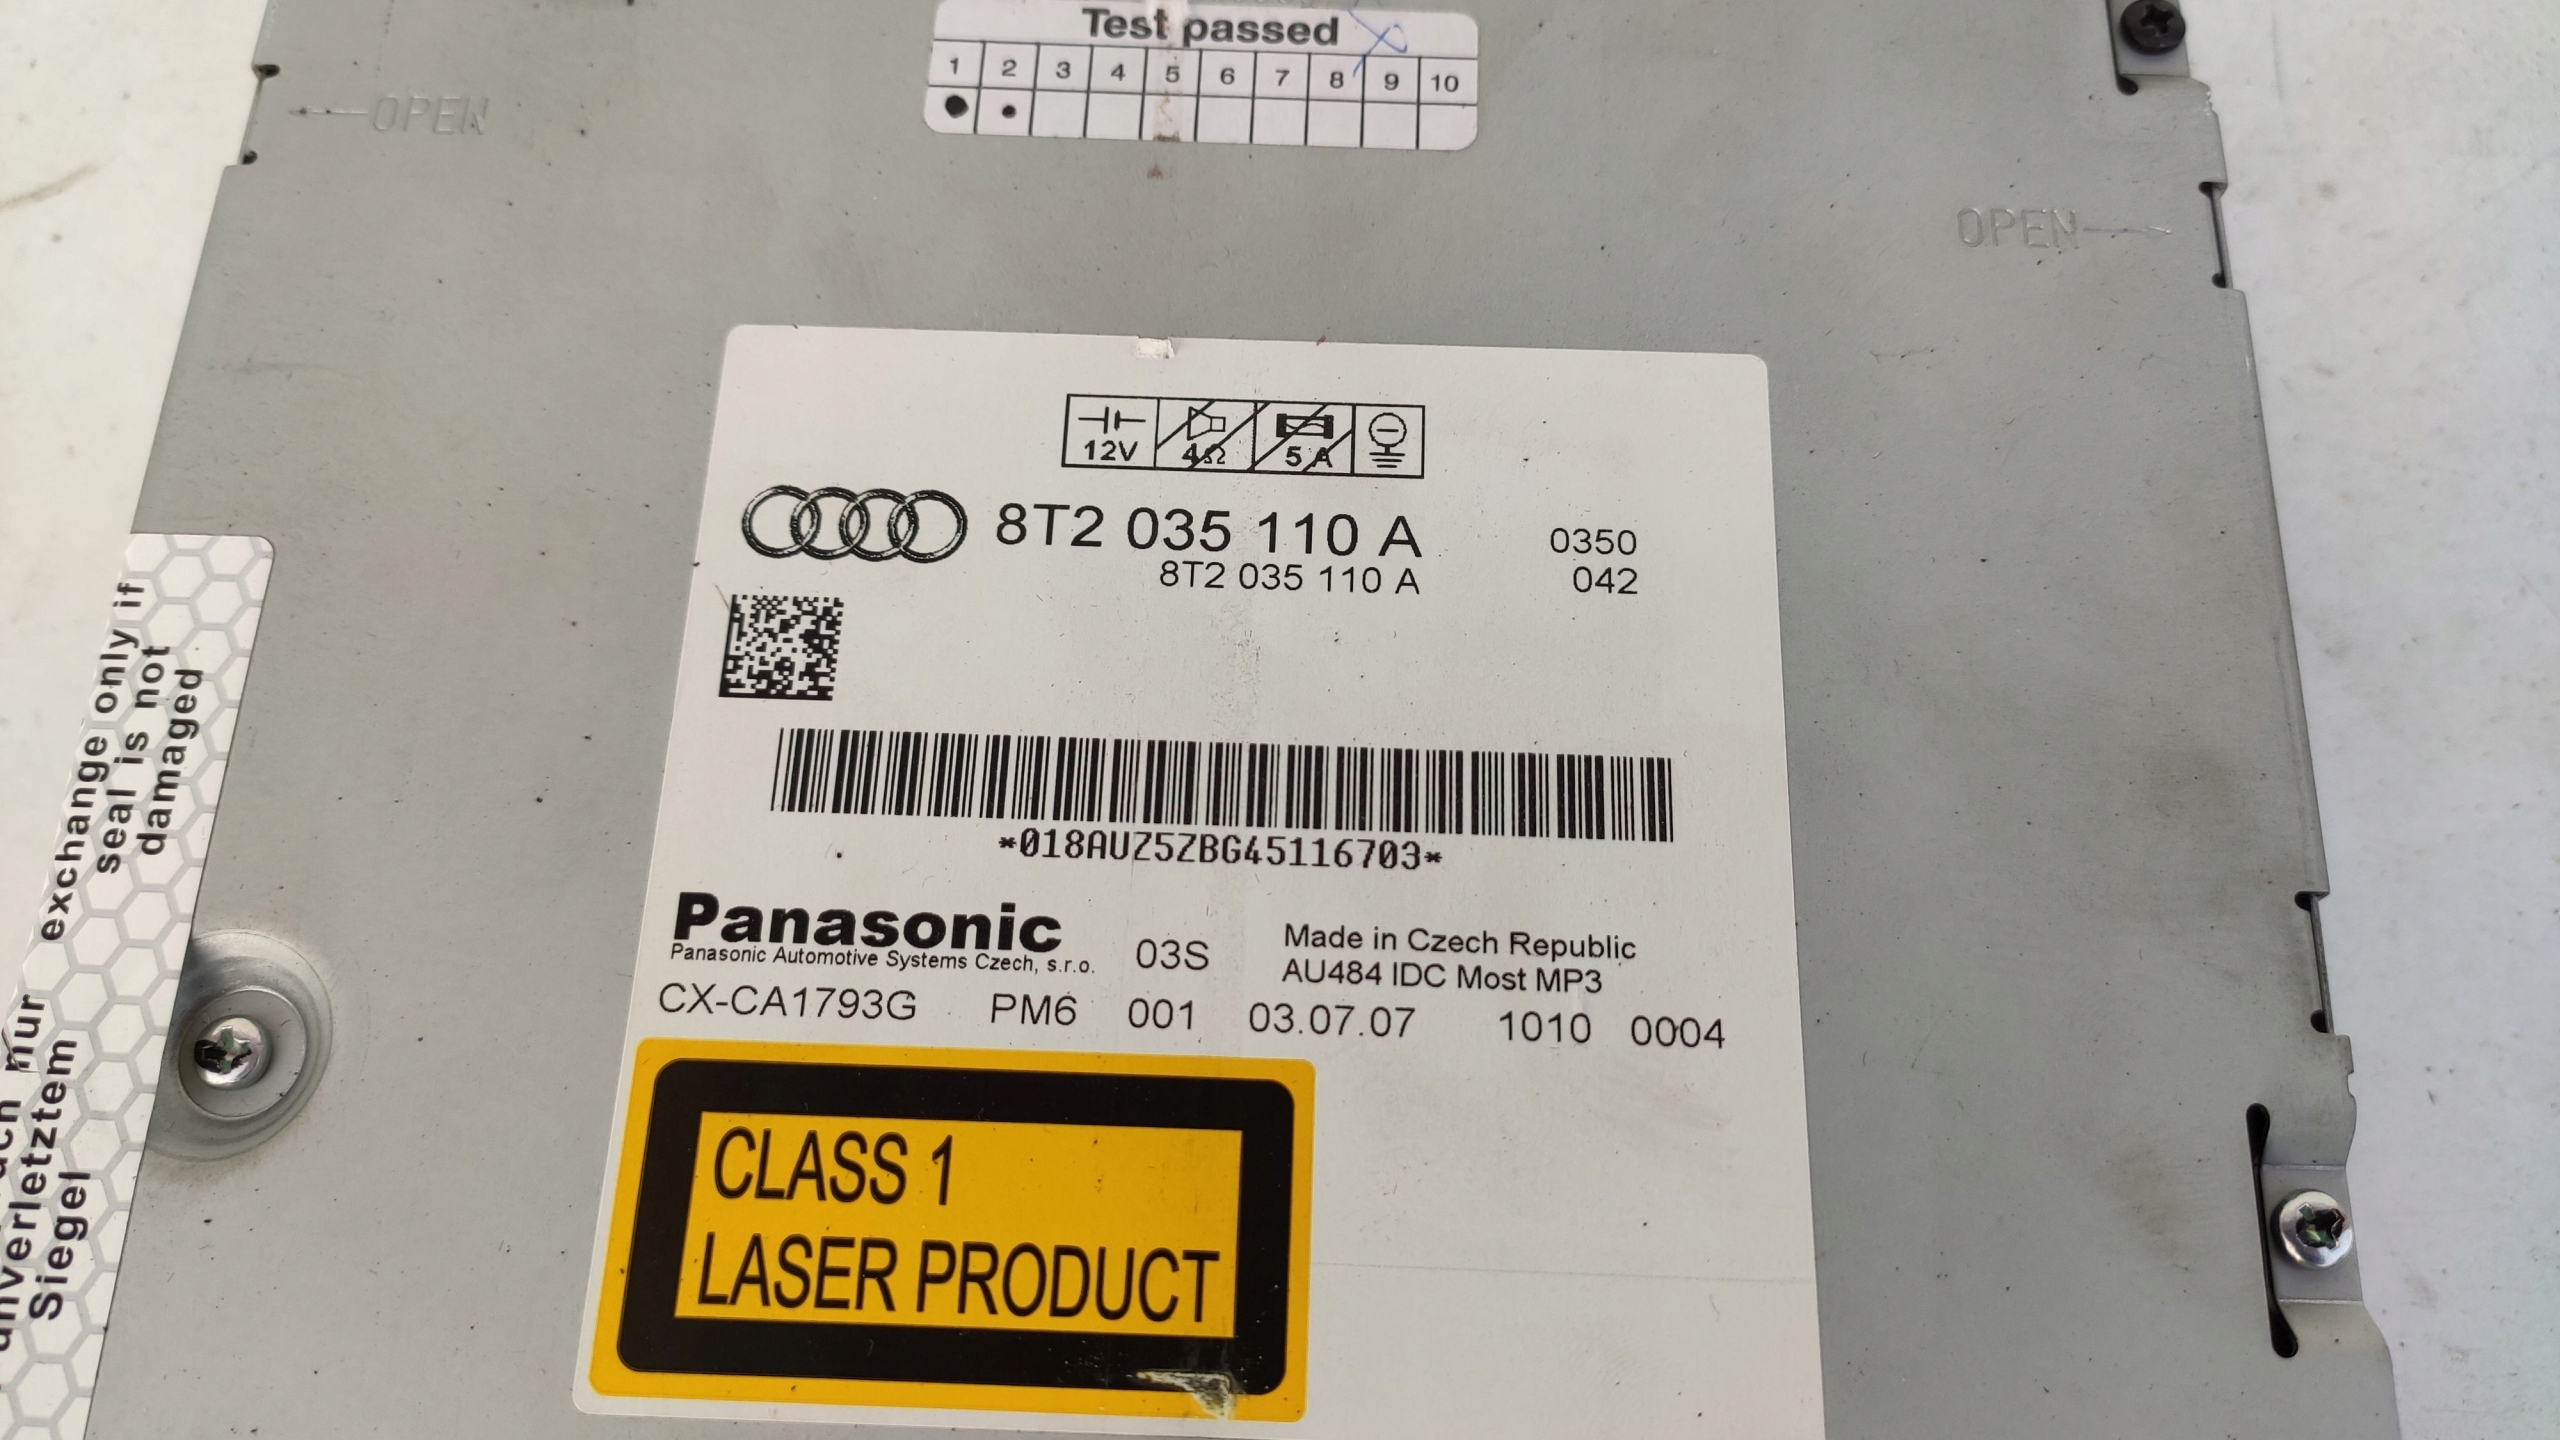 Test passed
1 2 3 4 5 6 7 8 9 10
OPEN
OPEN
12V 4Ω 5 A
8T2 035 110 A 0350
8T2 035 110 A 042
*018AUZ5ZBG45116703*
Panasonic
Panasonic Automotive Systems Czech, s.r.o.
03S
Made in Czech Republic
AU484 IDC Most MP3
CX-CA1793G PM6 001 03.07.07 1010 0004
CLASS 1
LASER PRODUCT
exchange only if
seal is not
damaged
nur
unverletztem
Siegel